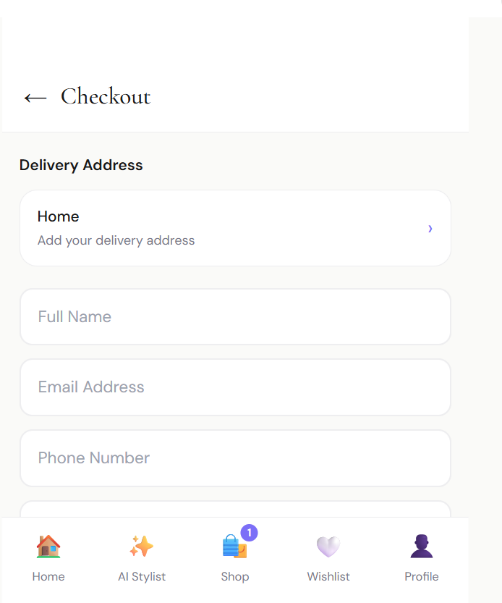 ← Checkout
Delivery Address
Home
Add your delivery address
›
Full Name
Email Address
Phone Number
1
Home AI Stylist Shop Wishlist Profile